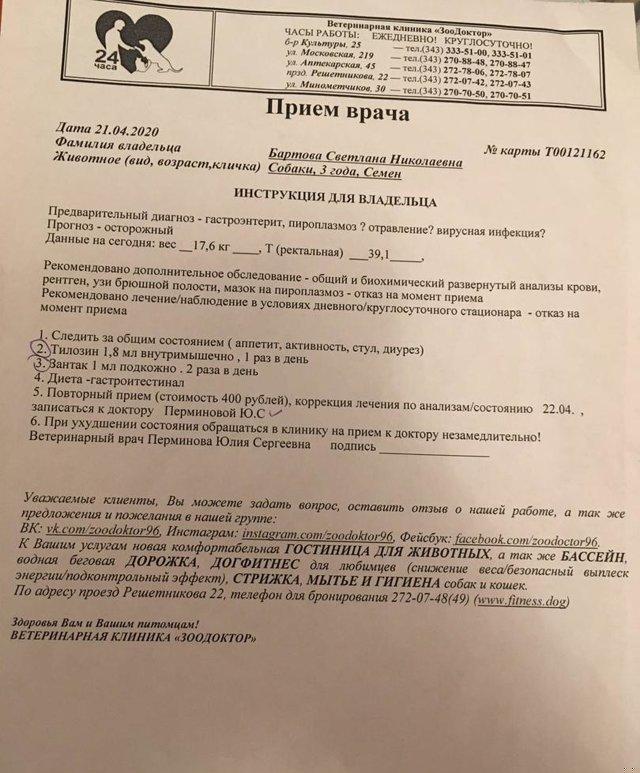 24
часа
Ветеринарная клиника «ЗооДоктор»
ЧАСЫ РАБОТЫ: ЕЖЕДНЕВНО! КРУГЛОСУТОЧНО!
б-р Культуры, 25 — тел.(343) 333-51-00, 333-51-01
ул. Московская, 219 — тел.(343) 270-88-48, 270-88-47
ул. Аптекарская, 45 — тел.(343) 272-78-06, 272-78-07
прзд. Решетникова, 22 — тел.(343) 272-07-42, 272-07-43
ул. Минометчиков, 30 — тел.(343) 270-70-50, 270-70-51
Прием врача
Дата 21.04.2020
Фамилия владельца Бартова Светлана Николаевна № карты Т00121162
Животное (вид, возраст,кличка) Собаки, 3 года, Семен
ИНСТРУКЦИЯ ДЛЯ ВЛАДЕЛЬЦА
Предварительный диагноз - гастроэнтерит, пироплазмоз ? отравление? вирусная инфекция?
Прогноз - осторожный
Данные на сегодня: вес __17,6 кг ____, Т (ректальная) ___39,1_____,
Рекомендовано дополнительное обследование - общий и биохимический развернутый анализы крови,
рентген, узи брюшной полости, мазок на пироплазмоз - отказ на момент приема
Рекомендовано лечение/наблюдение в условиях дневного/круглосуточного стационара - отказ на
момент приема
1. Следить за общим состоянием ( аппетит, активность, стул, диурез)
2. Тилозин 1,8 мл внутримышечно , 1 раз в день
3. Зантак 1 мл подкожно . 2 раза в день
4. Диета -гастроитестинал
5. Повторный прием (стоимость 400 рублей), коррекция лечения по анализам/состоянию 22.04. ,
записаться к доктору Перминовой Ю.С
6. При ухудшении состояния обращаться в клинику на прием к доктору незамедлительно!
Ветеринарный врач Перминова Юлия Сергеевна подпись _______________
Уважаемые клиенты, Вы можете задать вопрос, оставить отзыв о нашей работе, а так же
предложения и пожелания в нашей группе:
ВК: vk.com/zoodoktor96, Инстаграм: instagram.com/zoodoktor96, Фейсбук: facebook.com/zoodoctor96.
К Вашим услугам новая комфортабельная ГОСТИНИЦА ДЛЯ ЖИВОТНЫХ, а так же БАССЕЙН,
водная беговая ДОРОЖКА, ДОГФИТНЕС для любимцев (снижение веса/безопасный выплеск
энергии/подконтрольный эффект), СТРИЖКА, МЫТЬЕ И ГИГИЕНА собак и кошек.
По адресу проезд Решетникова 22, телефон для бронирования 272-07-48(49) (www.fitness.dog)
Здоровья Вам и Вашим питомцам!
ВЕТЕРИНАРНАЯ КЛИНИКА «ЗООДОКТОР»